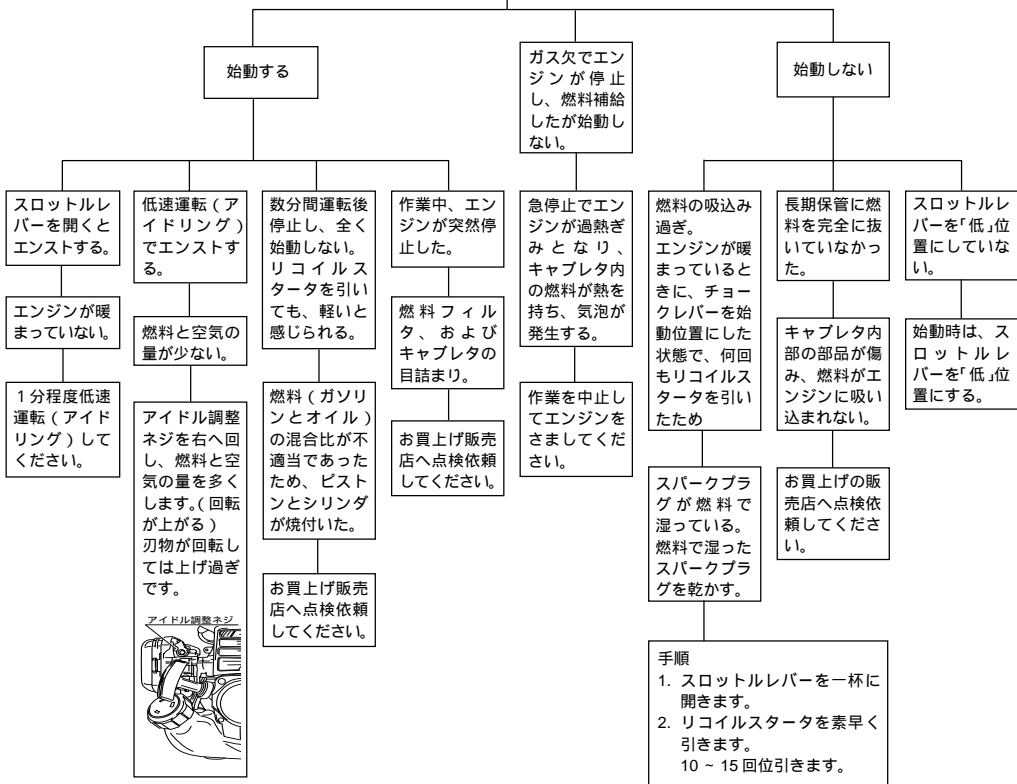 始動する
ガス欠でエン
ジンが停止
し、燃料補給
したが始動し
ない。
始動しない
スロットルレ
バーを開くと
エンストする。
エンジンが暖
まっていない。
1分程度低速
運転(アイド
リング)して
ください。
低速運転(ア
イドリング)
でエンストす
る。
燃料と空気の
量が少ない。
アイドル調整
ネジを右へ回
し、燃料と空
気の量を多く
します。(回転
が上がる)
刃物が回転し
ては上げ過ぎ
です。
アイドル調整ネジ
数分間運転後
停止し、全く
始動しない。
リコイルス
タータを引い
ても、軽いと
感じられる。
燃料(ガソリ
ンとオイル)
の混合比が不
適当であった
ため、ピスト
ンとシリンダ
が焼付いた。
お買上げ販売
店へ点検依頼
してください。
作業中、エン
ジンが突然停
止した。
燃料フィル
タ、および
キャブレタの
目詰まり。
お買上げ販売
店へ点検依頼
してください。
急停止でエ
ンジンが過熱ぎ
みとなり、
キャブレタ内
の燃料が熱を
持ち、気泡が
発生する。
作業を中止し
てエンジンを
さましてくだ
さい。
燃料の吸込み
過ぎ。
エンジンが暖
まっているとき
に、チョー
クレバーを始
動位置にした
状態で、何回
もリコイルス
タータを引い
たため
スパークプラ
グが燃料で
湿っている。
燃料で湿った
スパークプラ
グを乾かす。
手順
1. スロットルレバーを一杯に
開きます。
2. リコイルスタータを素早く
引きます。
10 ~ 15 回位引きます。
長期保管に燃
料を完全に抜
いていなかっ
た。
キャブレタ内
部の部品が傷
み、燃料がエ
ンジンに吸い
込まれない。
お買上げの販
売店へ点検依
頼してくださ
い。
スロットルレ
バーを「低」位
置にしていな
い。
始動時は、ス
ロットルレ
バーを「低」位
置にする。